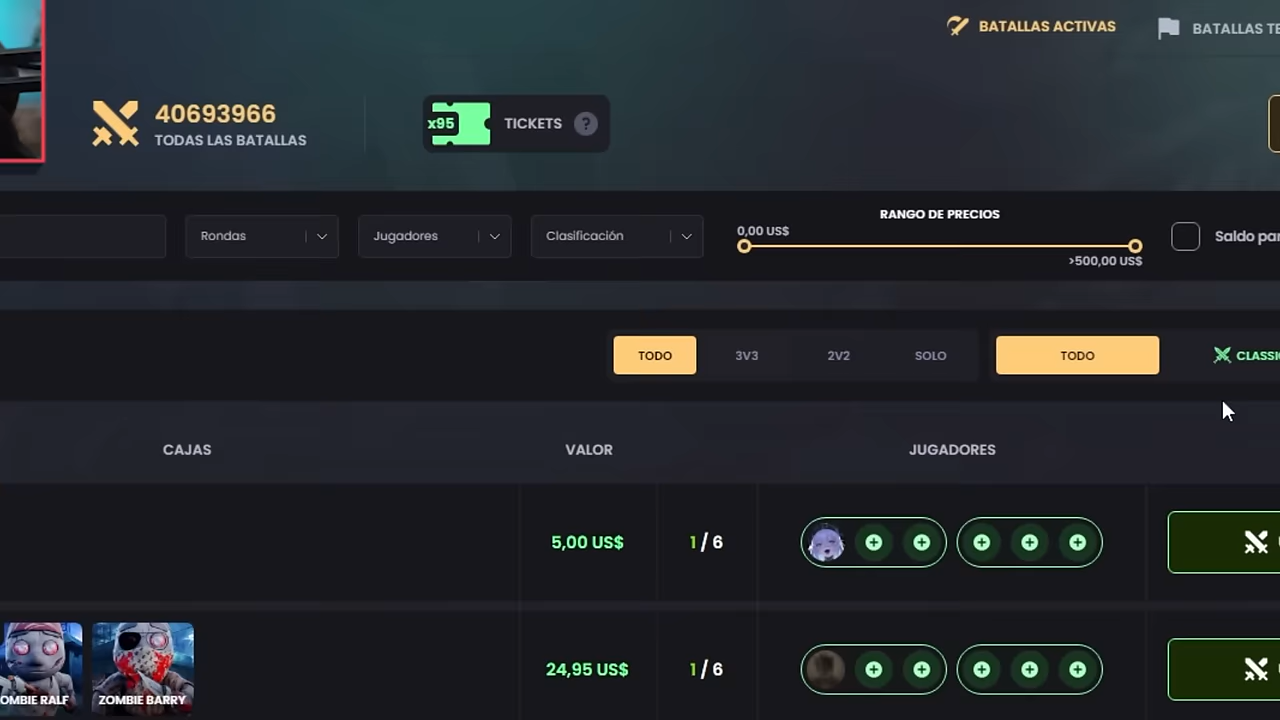 BATALLAS ACTIVAS
BATALLAS TE
40693966
TODAS LAS BATALLAS
x95
TICKETS
?
Rondas
Jugadores
Clasificación
RANGO DE PRECIOS
0,00 US$
>500,00 US$
Saldo par
TODO
3V3
2V2
SOLO
TODO
CLASSI
CAJAS
VALOR
JUGADORES
5,00 US$
1 / 6
24,95 US$
1 / 6
OMBIE RALF
ZOMBIE BARRY